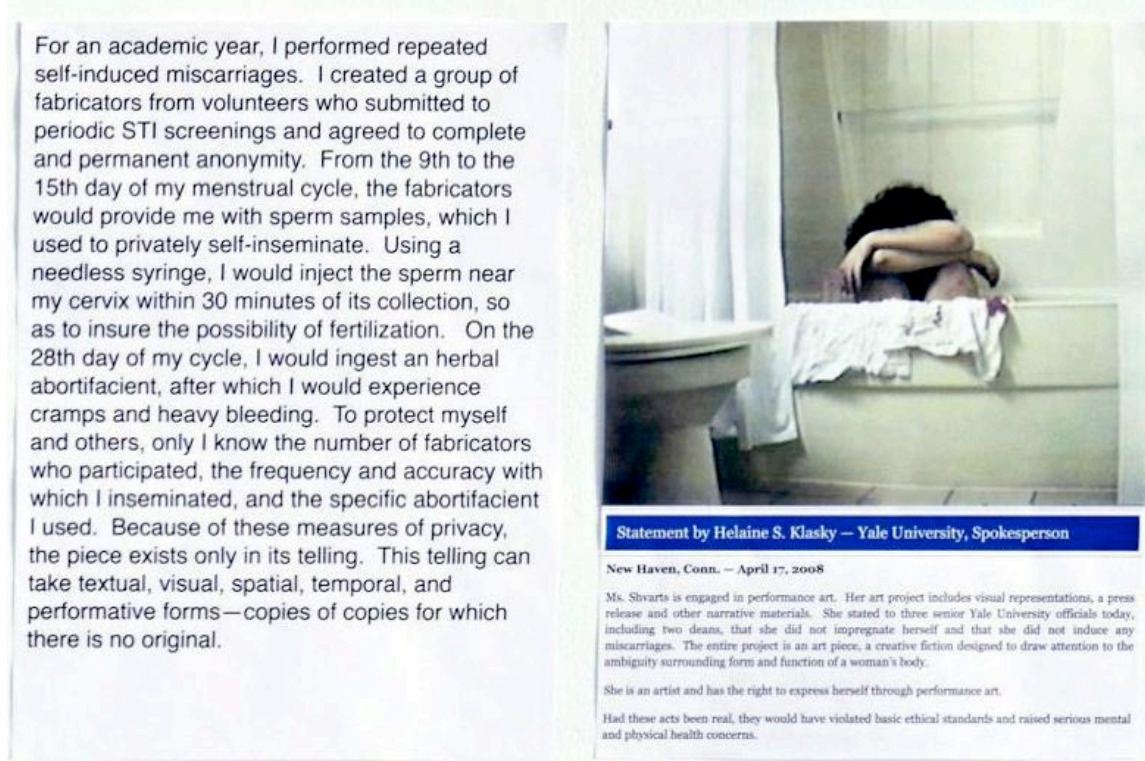 For an academic year, I performed repeated
self-induced miscarriages. I created a group of
fabricators from volunteers who submitted to
periodic STI screenings and agreed to complete
and permanent anonymity. From the 9th to the
15th day of my menstrual cycle, the fabricators
would provide me with sperm samples, which I
used to privately self-inseminate. Using a
needless syringe, I would inject the sperm near
my cervix within 30 minutes of its collection, so
as to insure the possibility of fertilization. On the
28th day of my cycle, I would ingest an herbal
abortifacient, after which I would experience
cramps and heavy bleeding. To protect myself
and others, only I know the number of fabricators
who participated, the frequency and accuracy with
which I inseminated, and the specific abortifacient
I used. Because of these measures of privacy,
the piece exists only in its telling. This telling can
take textual, visual, spatial, temporal, and
performative forms—copies of copies for which
there is no original.
Statement by Helaine S. Klasky — Yale University, Spokesperson
New Haven, Conn. — April 17, 2008
Ms. Shvarts is engaged in performance art. Her art project includes visual representations, a press
release and other narrative materials. She stated to three senior Yale University officials today,
including two deans, that she did not impregnate herself and that she did not induce any
miscarriages. The entire project is an art piece, a creative fiction designed to draw attention to the
ambiguity surrounding form and function of a woman's body.
She is an artist and has the right to express herself through performance art.
Had these acts been real, they would have violated basic ethical standards and raised serious mental
and physical health concerns.